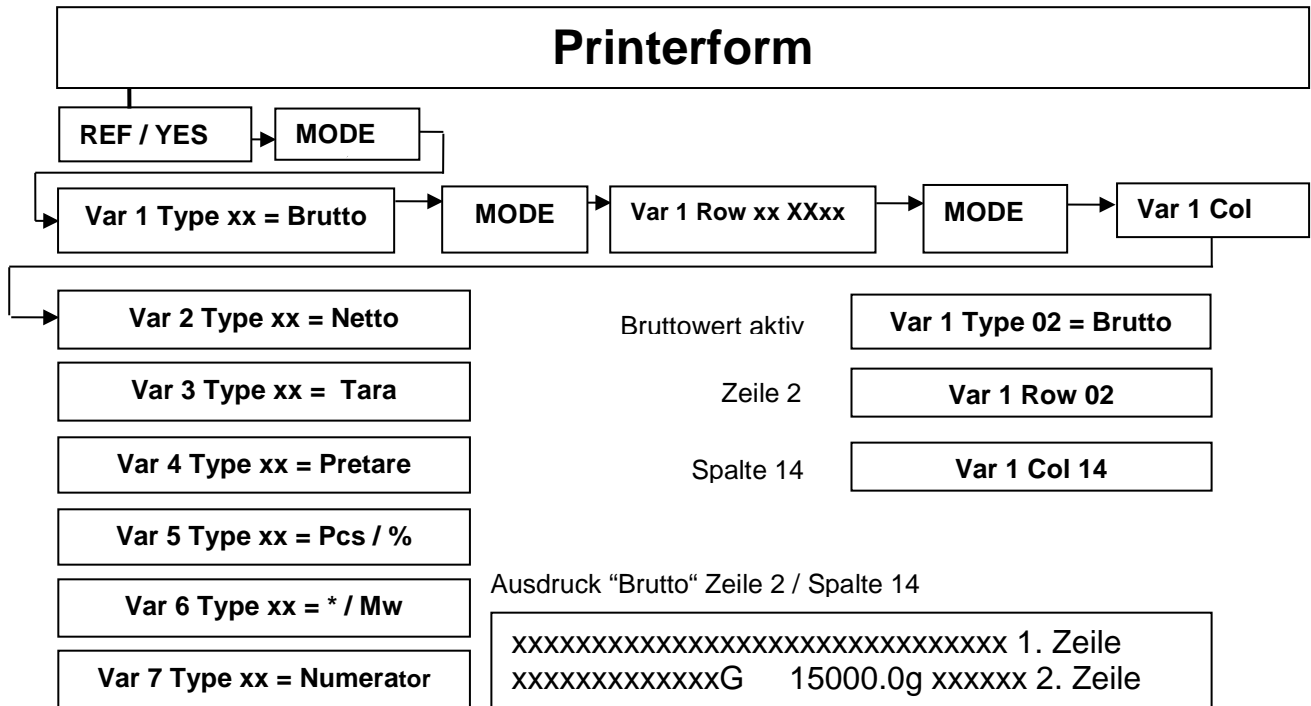 Printerform
REF / YES
MODE
Var 1 Type xx = Brutto
MODE
Var 1 Row xx XXxx
MODE
Var 1 Col
Var 2 Type xx = Netto
Bruttowert aktiv
Var 1 Type 02 = Brutto
Var 3 Type xx = Tara
Zeile 2
Var 1 Row 02
Var 4 Type xx = Pretare
Spalte 14
Var 1 Col 14
Var 5 Type xx = Pcs / %
Ausdruck “Brutto“ Zeile 2 / Spalte 14
Var 6 Type xx = * / Mw
xxxxxxxxxxxxxxxxxxxxxxxxxxxxxxx 1. Zeile
Var 7 Type xx = Numerator
xxxxxxxxxxxxxG 15000.0g xxxxxx 2. Zeile